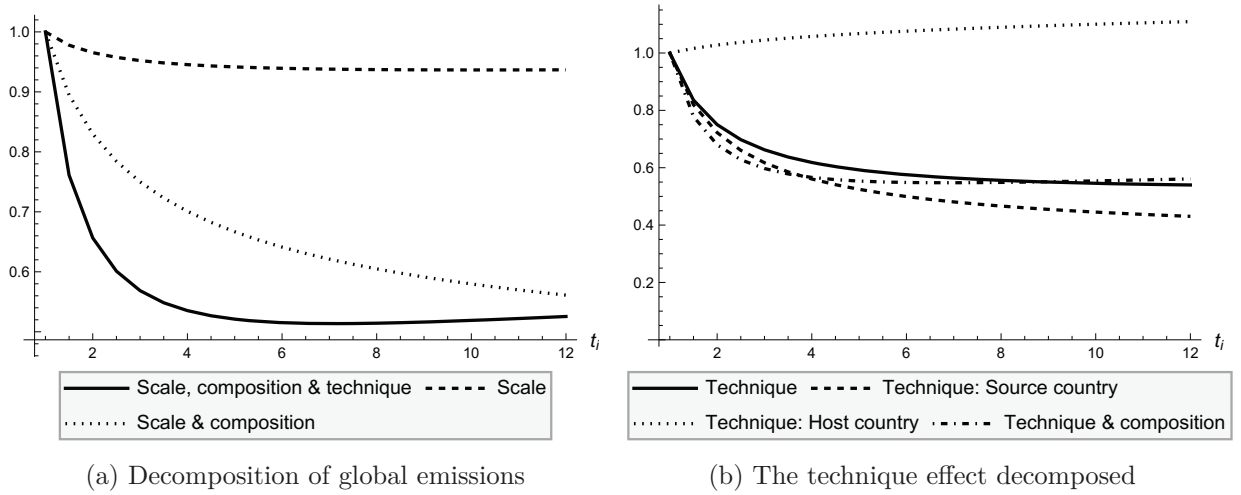 1.0
0.9
0.8
0.7
0.6
2 4 6 8 10 12
t_i
Scale, composition & technique Scale
Scale & composition
(a) Decomposition of global emissions
1.0
0.8
0.6
0.4
0.2
2 4 6 8 10 12
t_i
Technique Technique: Source country
Technique: Host country Technique & composition
(b) The technique effect decomposed